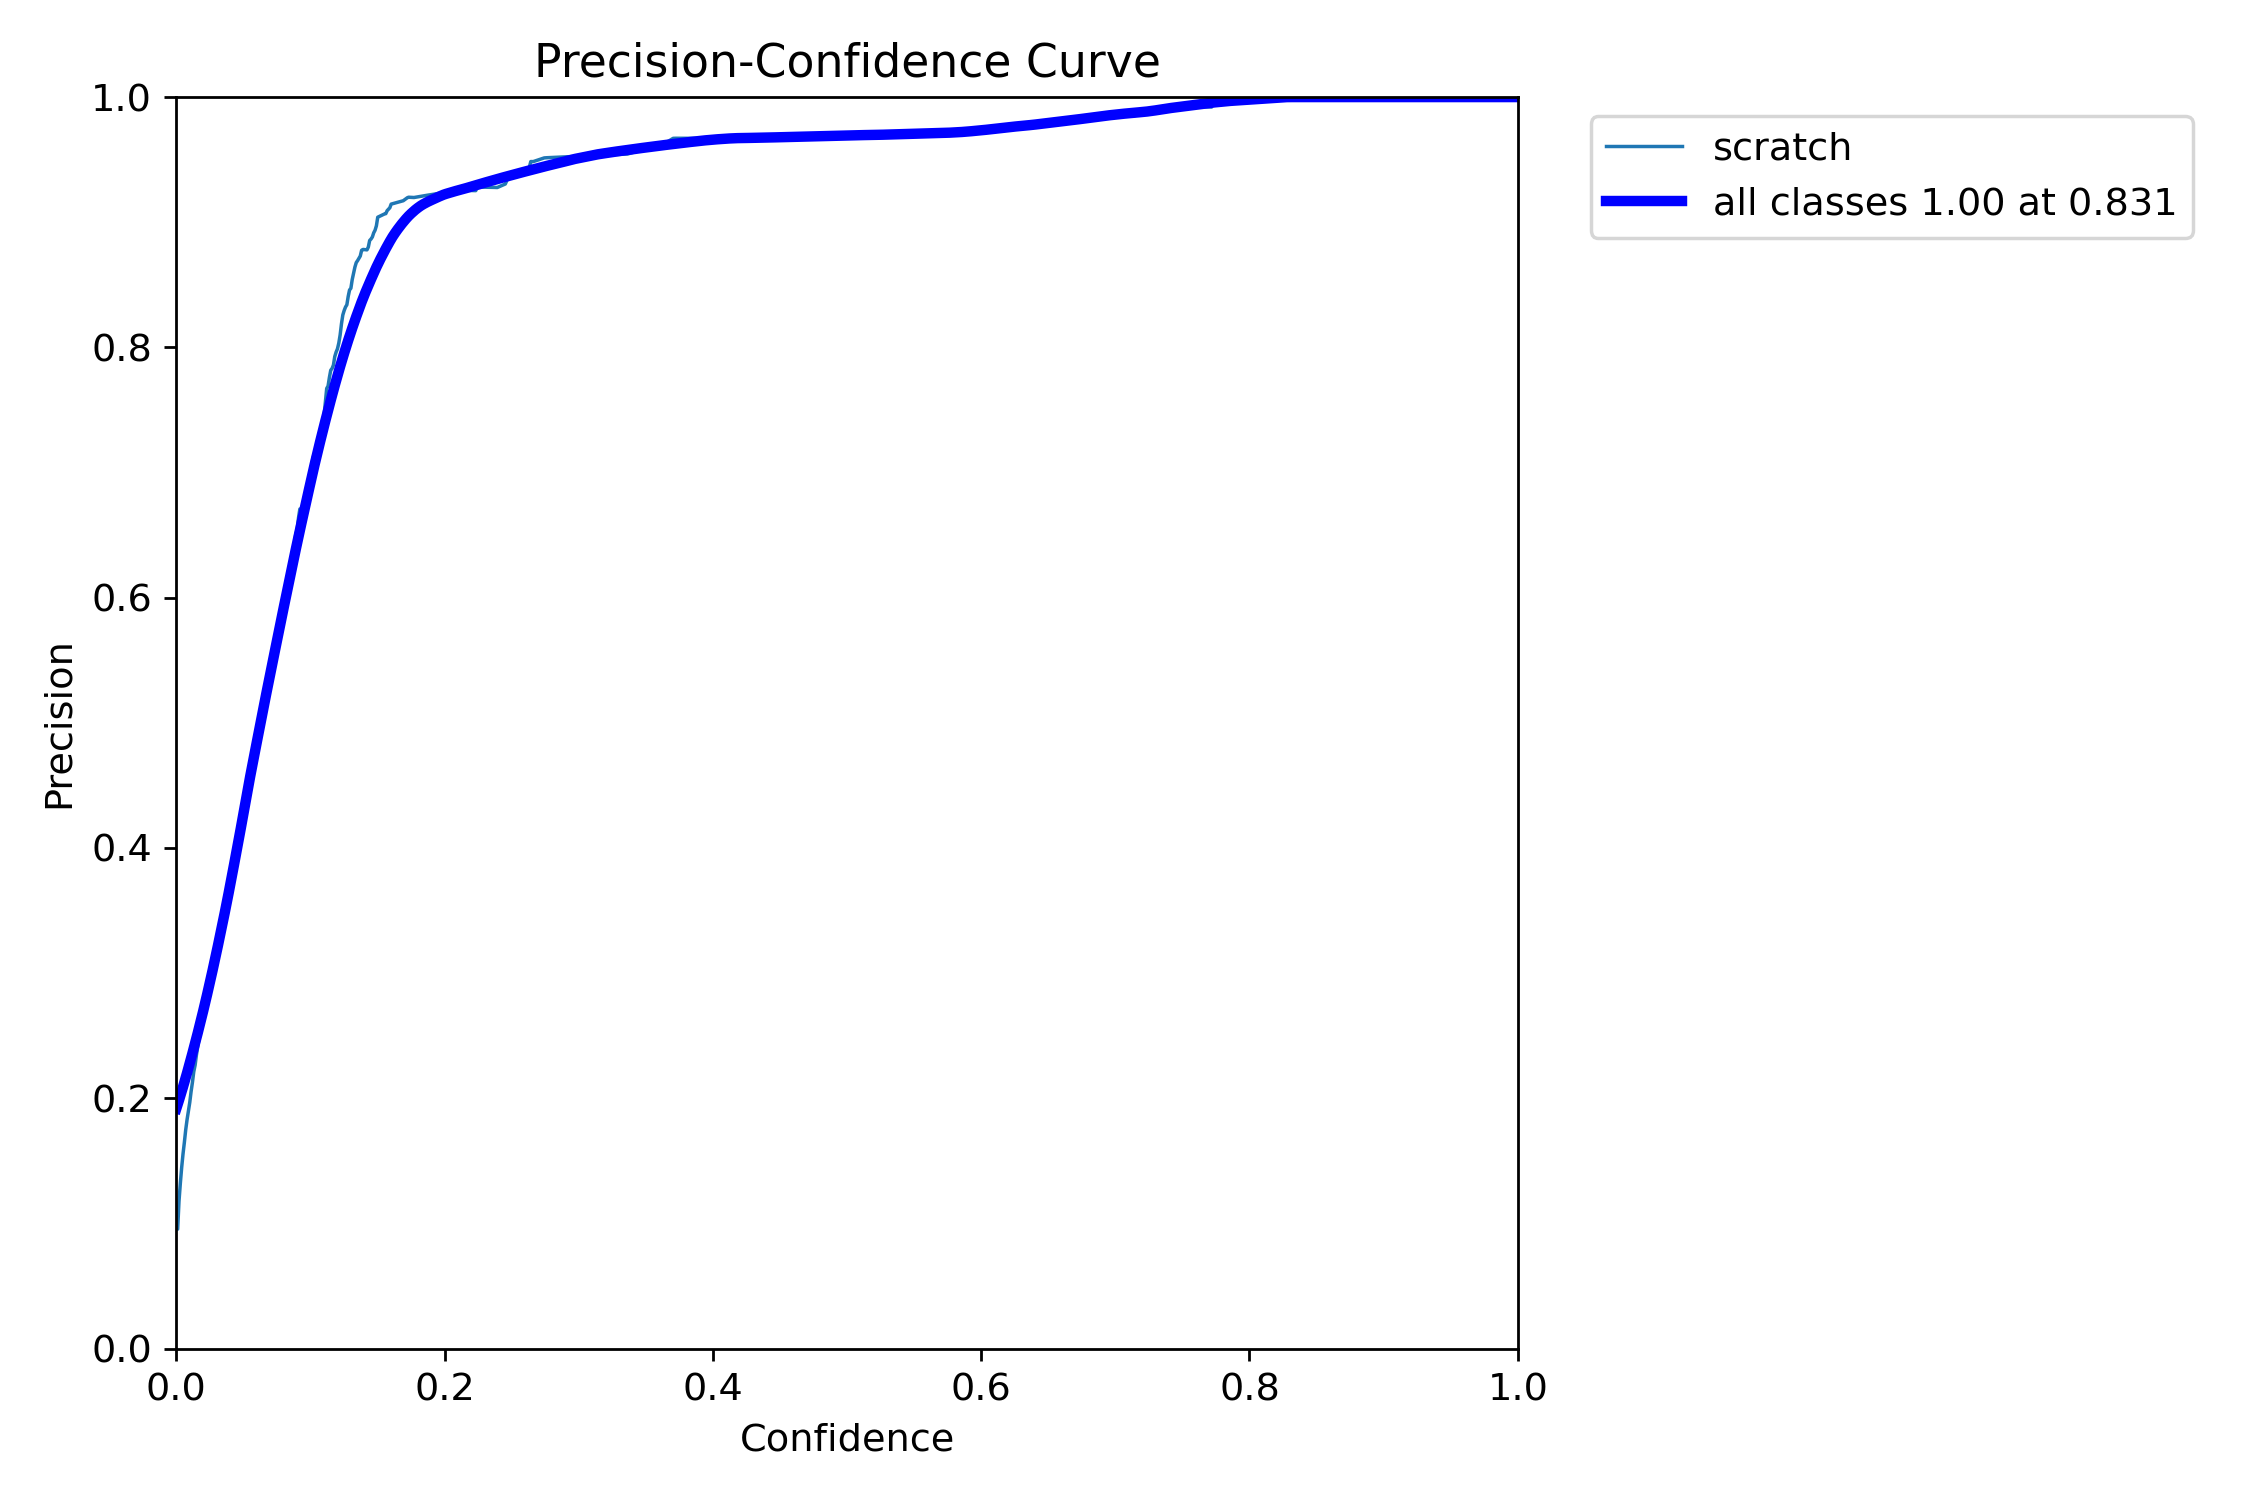 Precision-Confidence Curve
scratch
all classes 1.00 at 0.831
Precision
1.0
0.8
0.6
0.4
0.2
0.0
0.0 0.2 0.4 0.6 0.8 1.0
Confidence